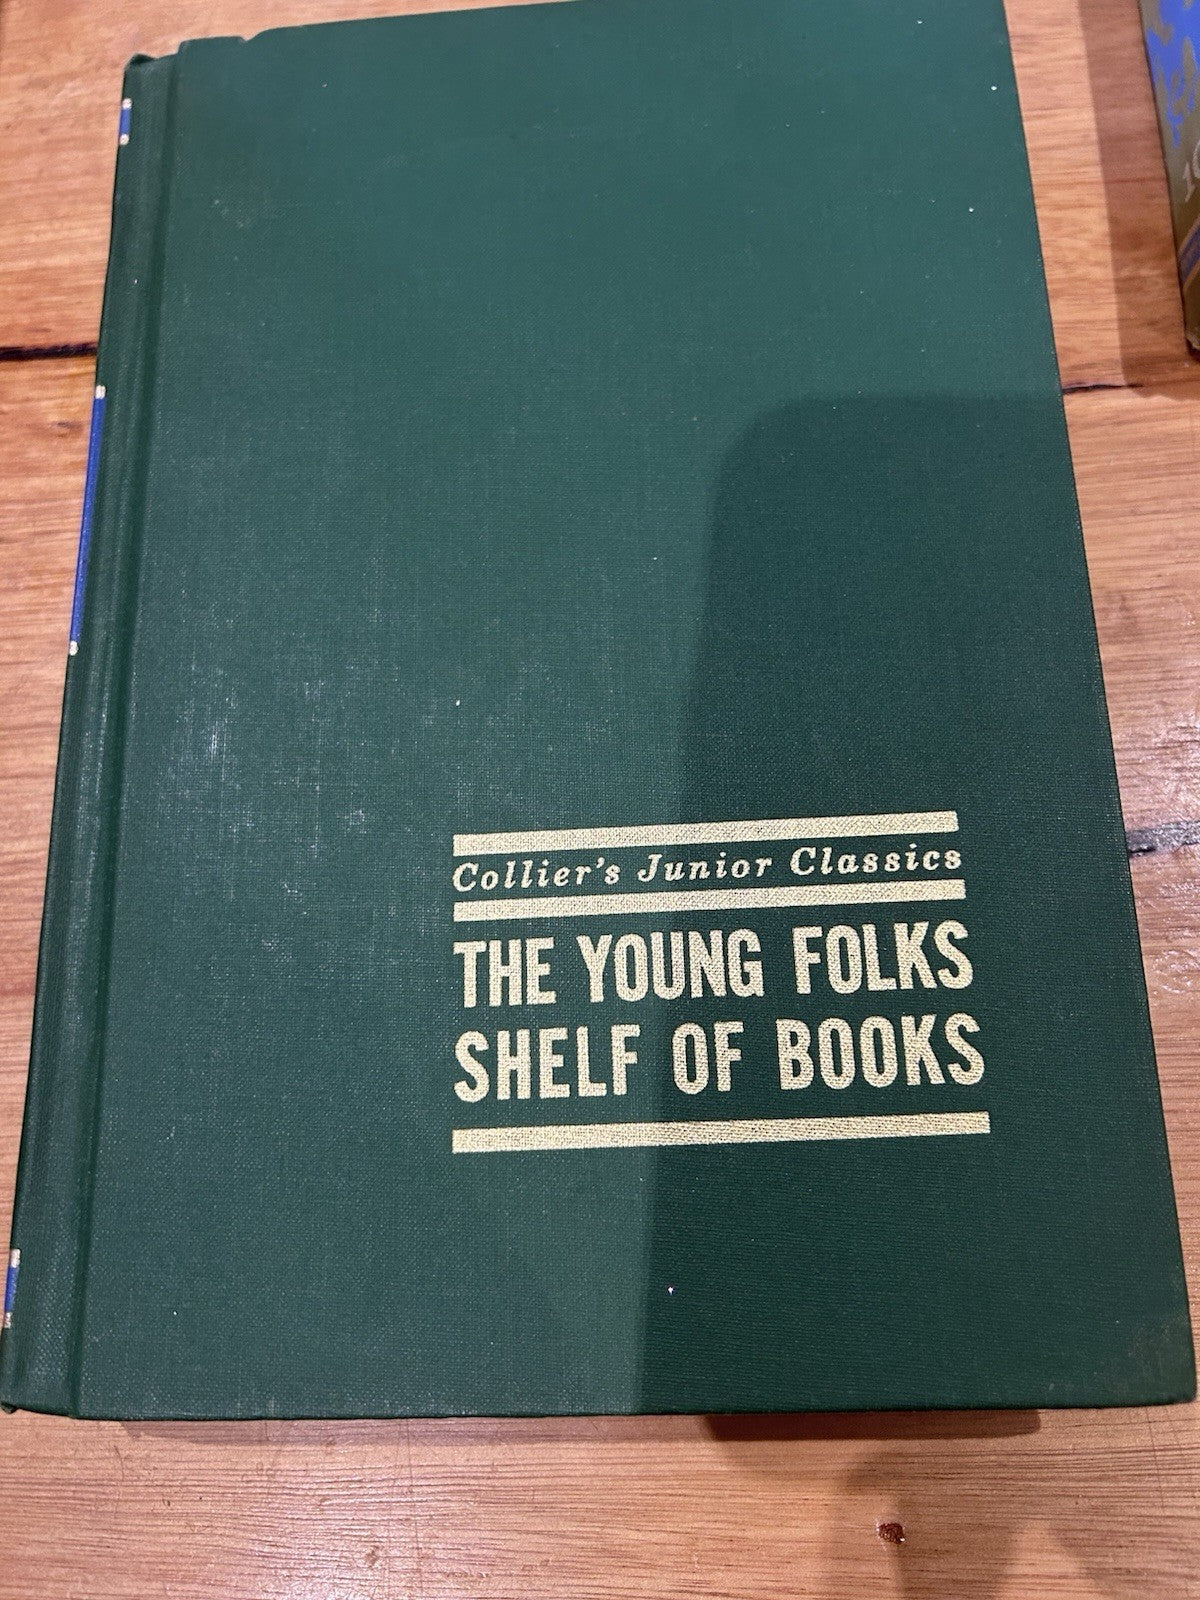 Collier's Junior Classics
THE YOUNG FOLKS
SHELF OF BOOKS